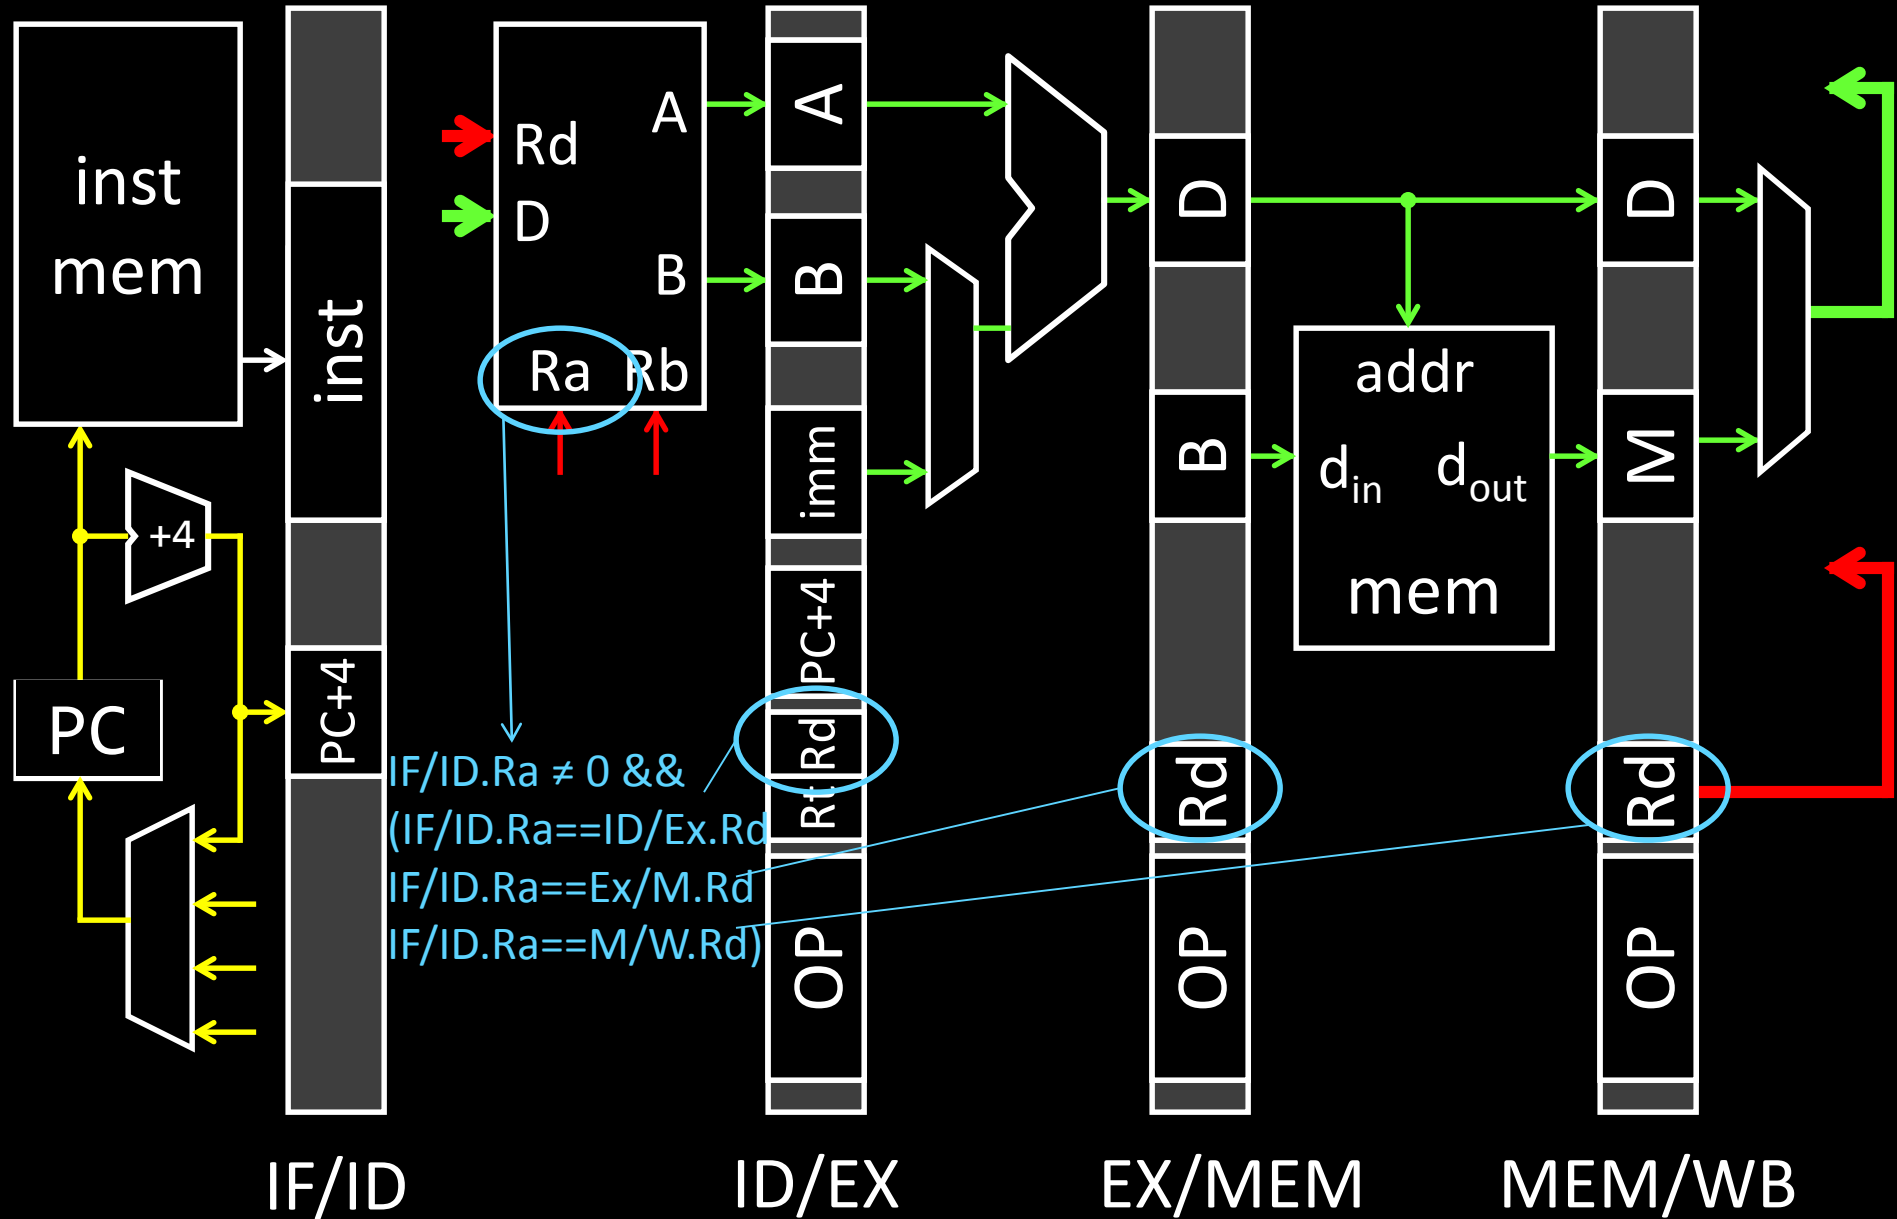 inst
mem
+4
PC
inst
PC+4
Rd
D
A
B
Ra Rb
IF/ID.Ra ≠ 0 &&
(IF/ID.Ra==ID/Ex.Rd
IF/ID.Ra==Ex/M.Rd
IF/ID.Ra==M/W.Rd)
A
B
imm
PC+4
Rd
Rt
OP
D
B
Rd
OP
addr
din dout
mem
D
M
Rd
OP
IF/ID
ID/EX
EX/MEM
MEM/WB